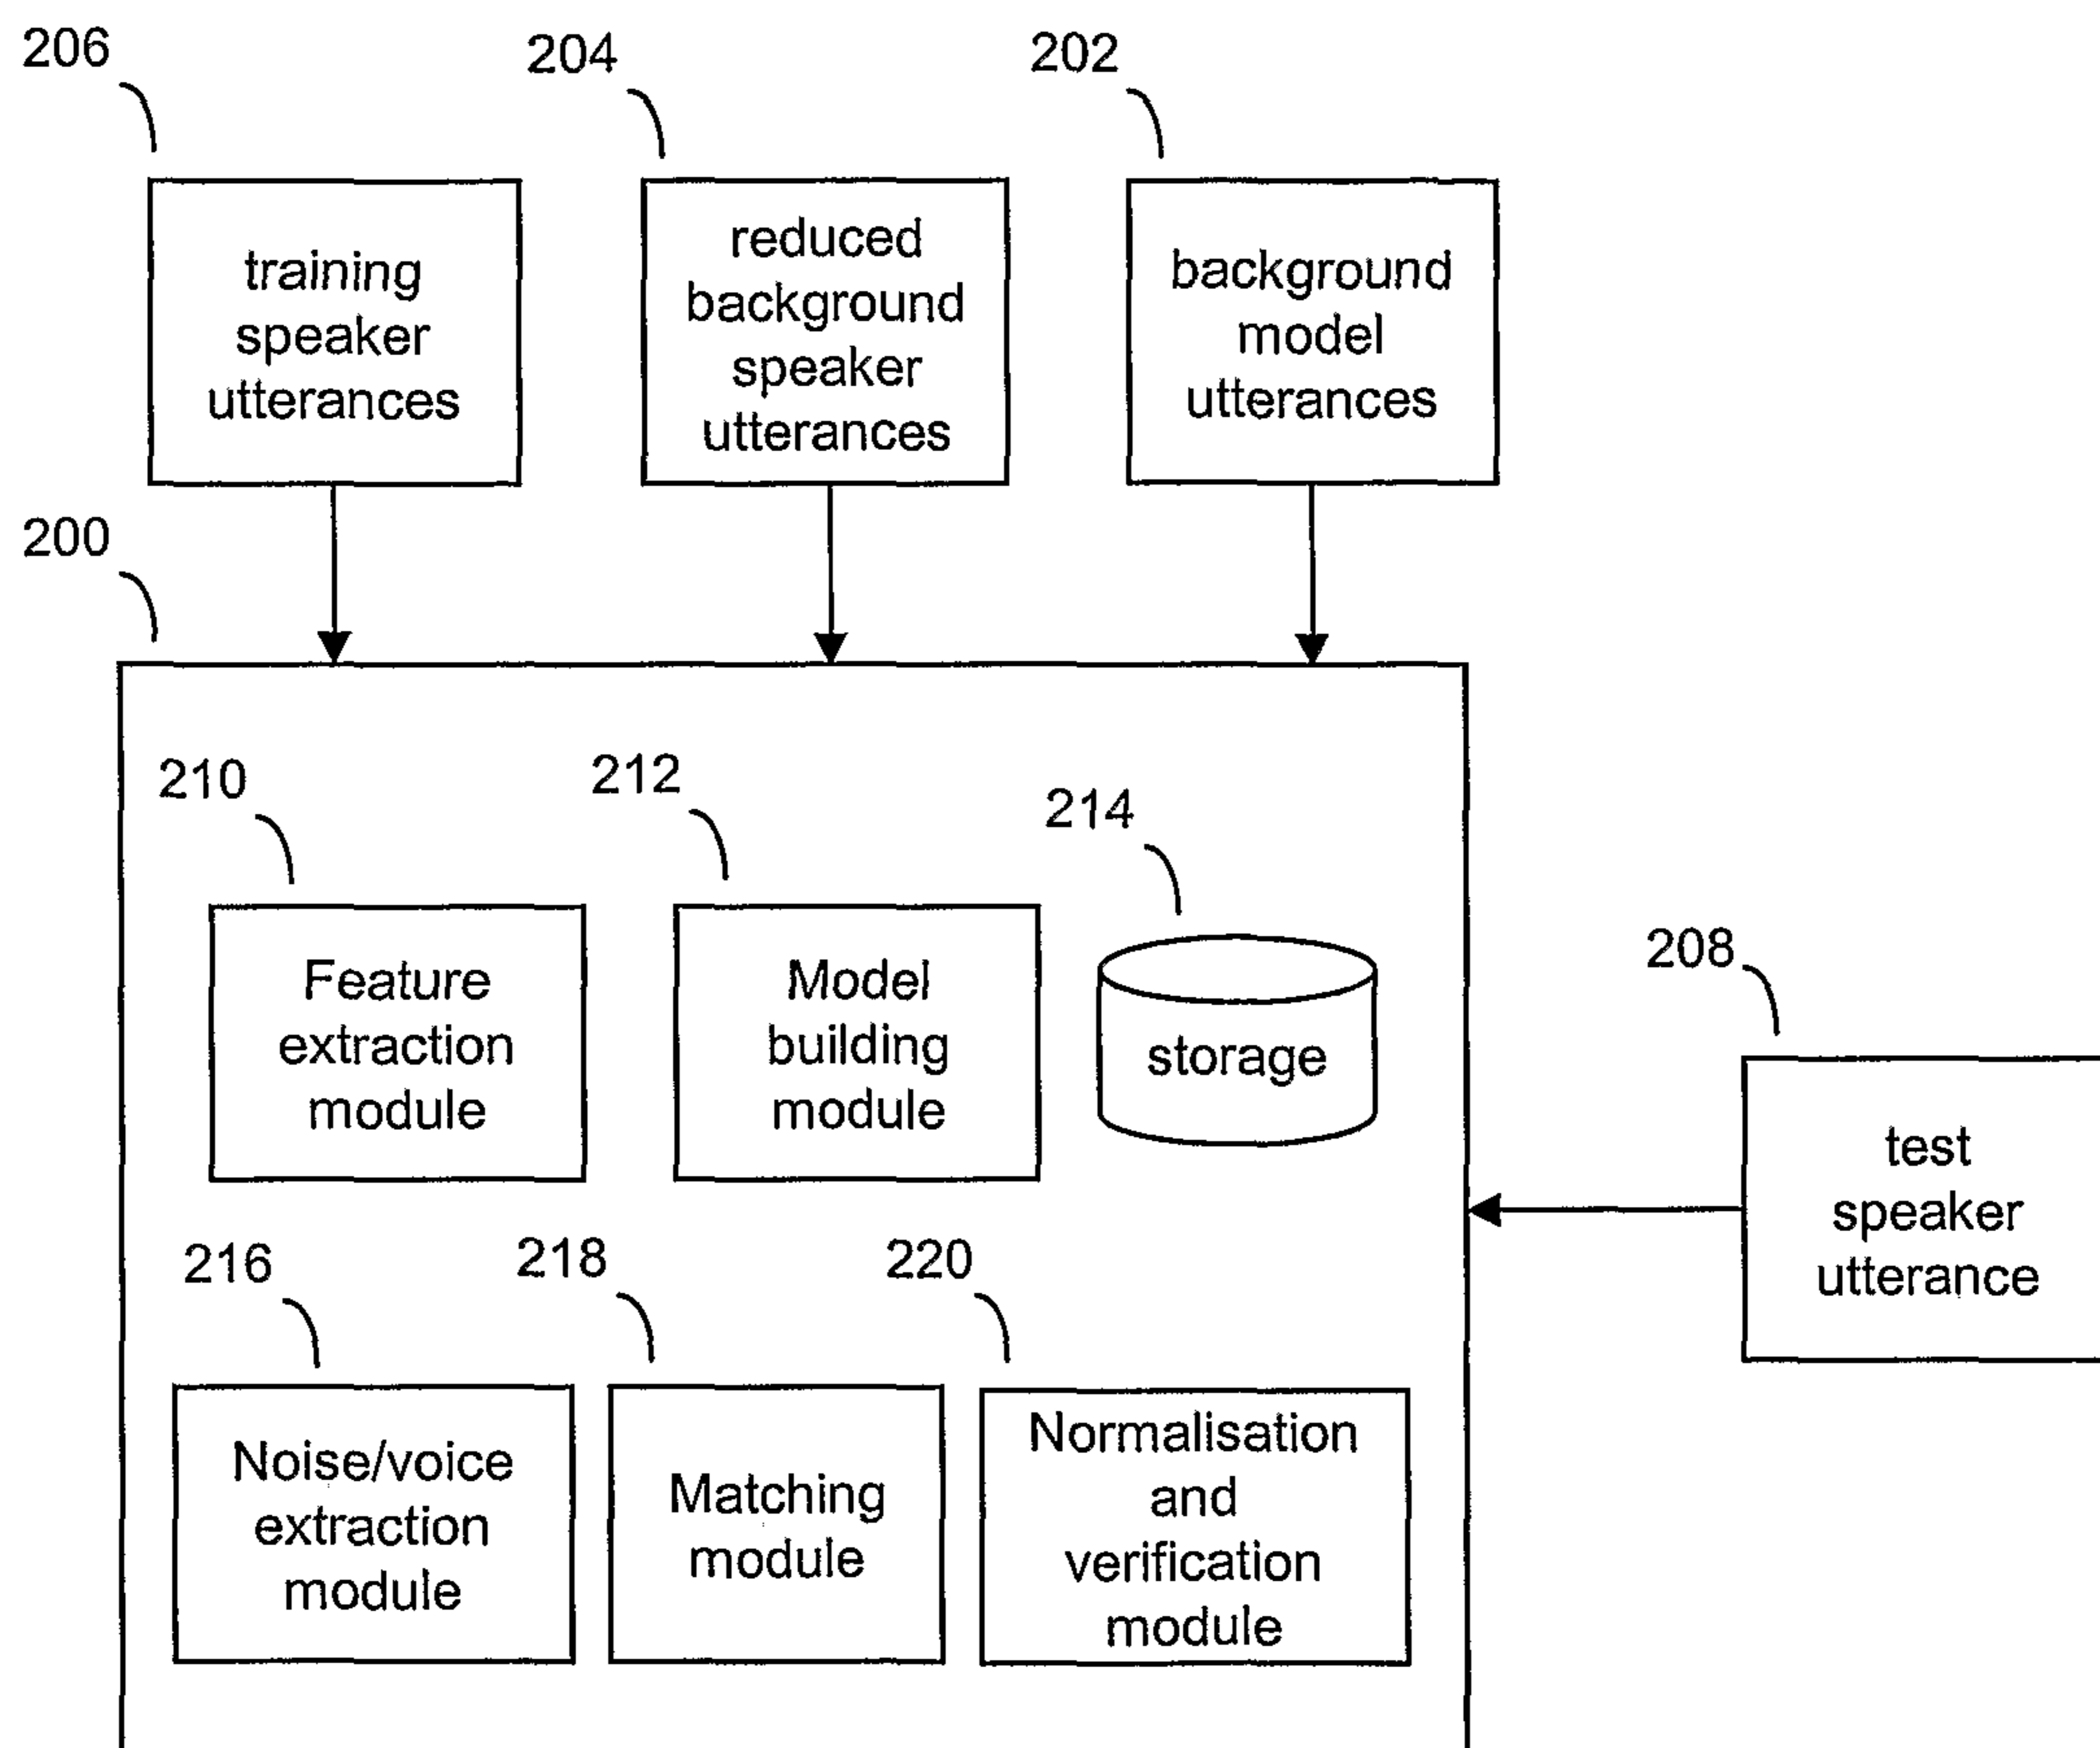 206
204
202
training
speaker
utterances
reduced
background
speaker
utterances
background
model
utterances
200
210
212
214
Feature
extraction
module
Model
building
module
storage
208
test
speaker
utterance
216
218
220
Noise/voice
extraction
module
Matching
module
Normalisation
and
verification
module